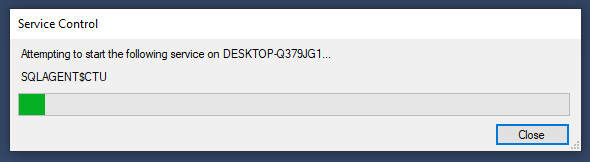 Service Control
Attempting to start the following service on DESKTOP-Q379JG1...
SQLAGENT$CTU
Close